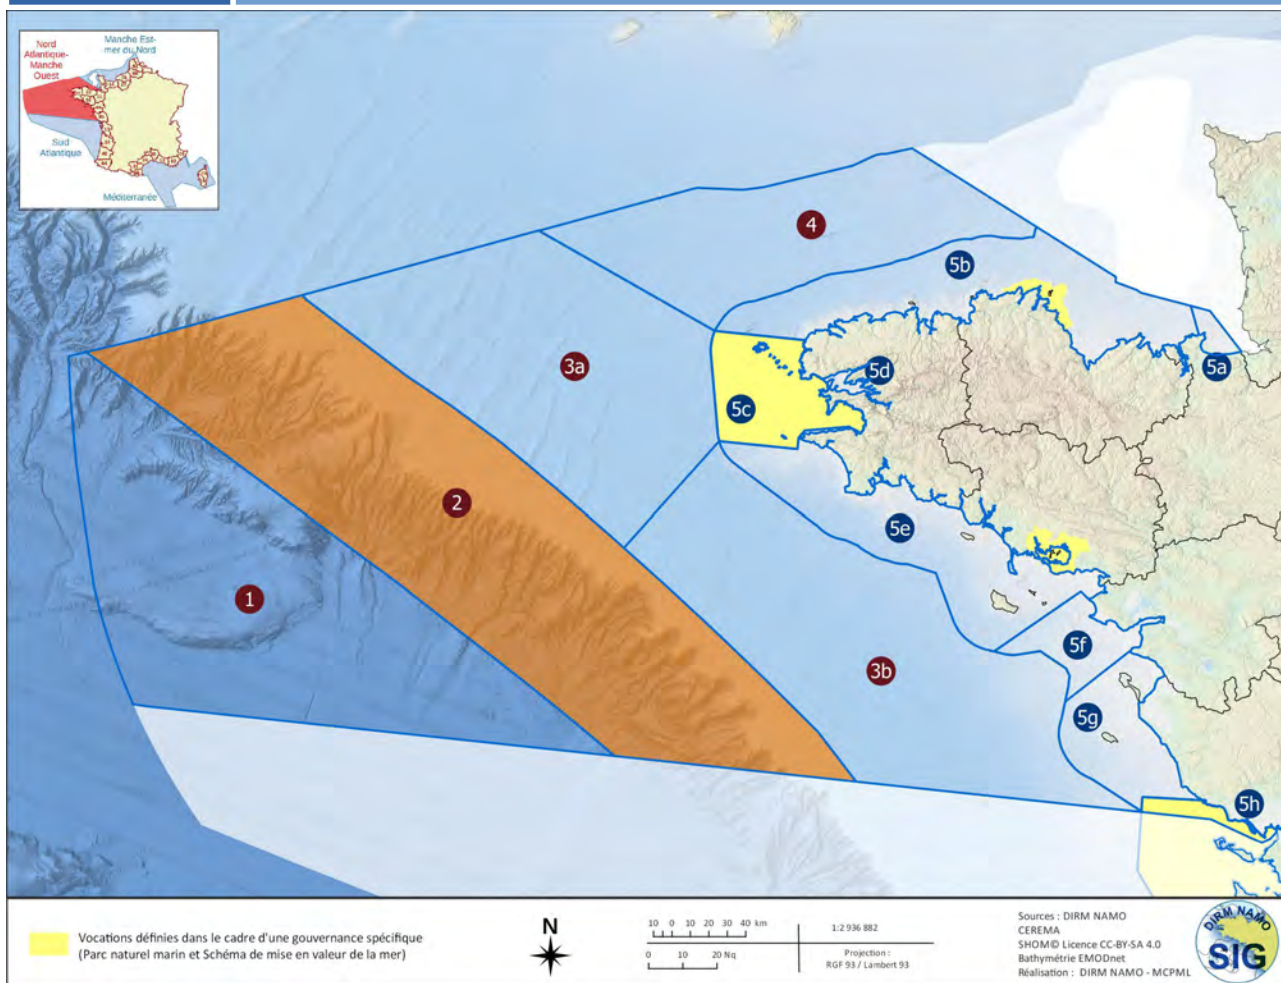 Nord
Atlantique-
Manche
Ouest
Manche Est-
mer du Nord
Sud
Atlantique
Méditerranée
4
5b
3a
5d
5a
5c
2
5e
1
5f
3b
5g
5h
Vocations définies dans le cadre d'une gouvernance spécifique
(Parc naturel marin et Schéma de mise en valeur de la mer)
N
10 0 10 20 30 40 km
0 10 20 Nq
1:2 936 882
Projection :
RGF 93 / Lambert 93
Sources : DIRM NAMO
CEREMA
SHOM© Licence CC-BY-SA 4.0
Bathymétrie EMODnet
Réalisation : DIRM NAMO - MCPML
DIRM NAMO
SIG